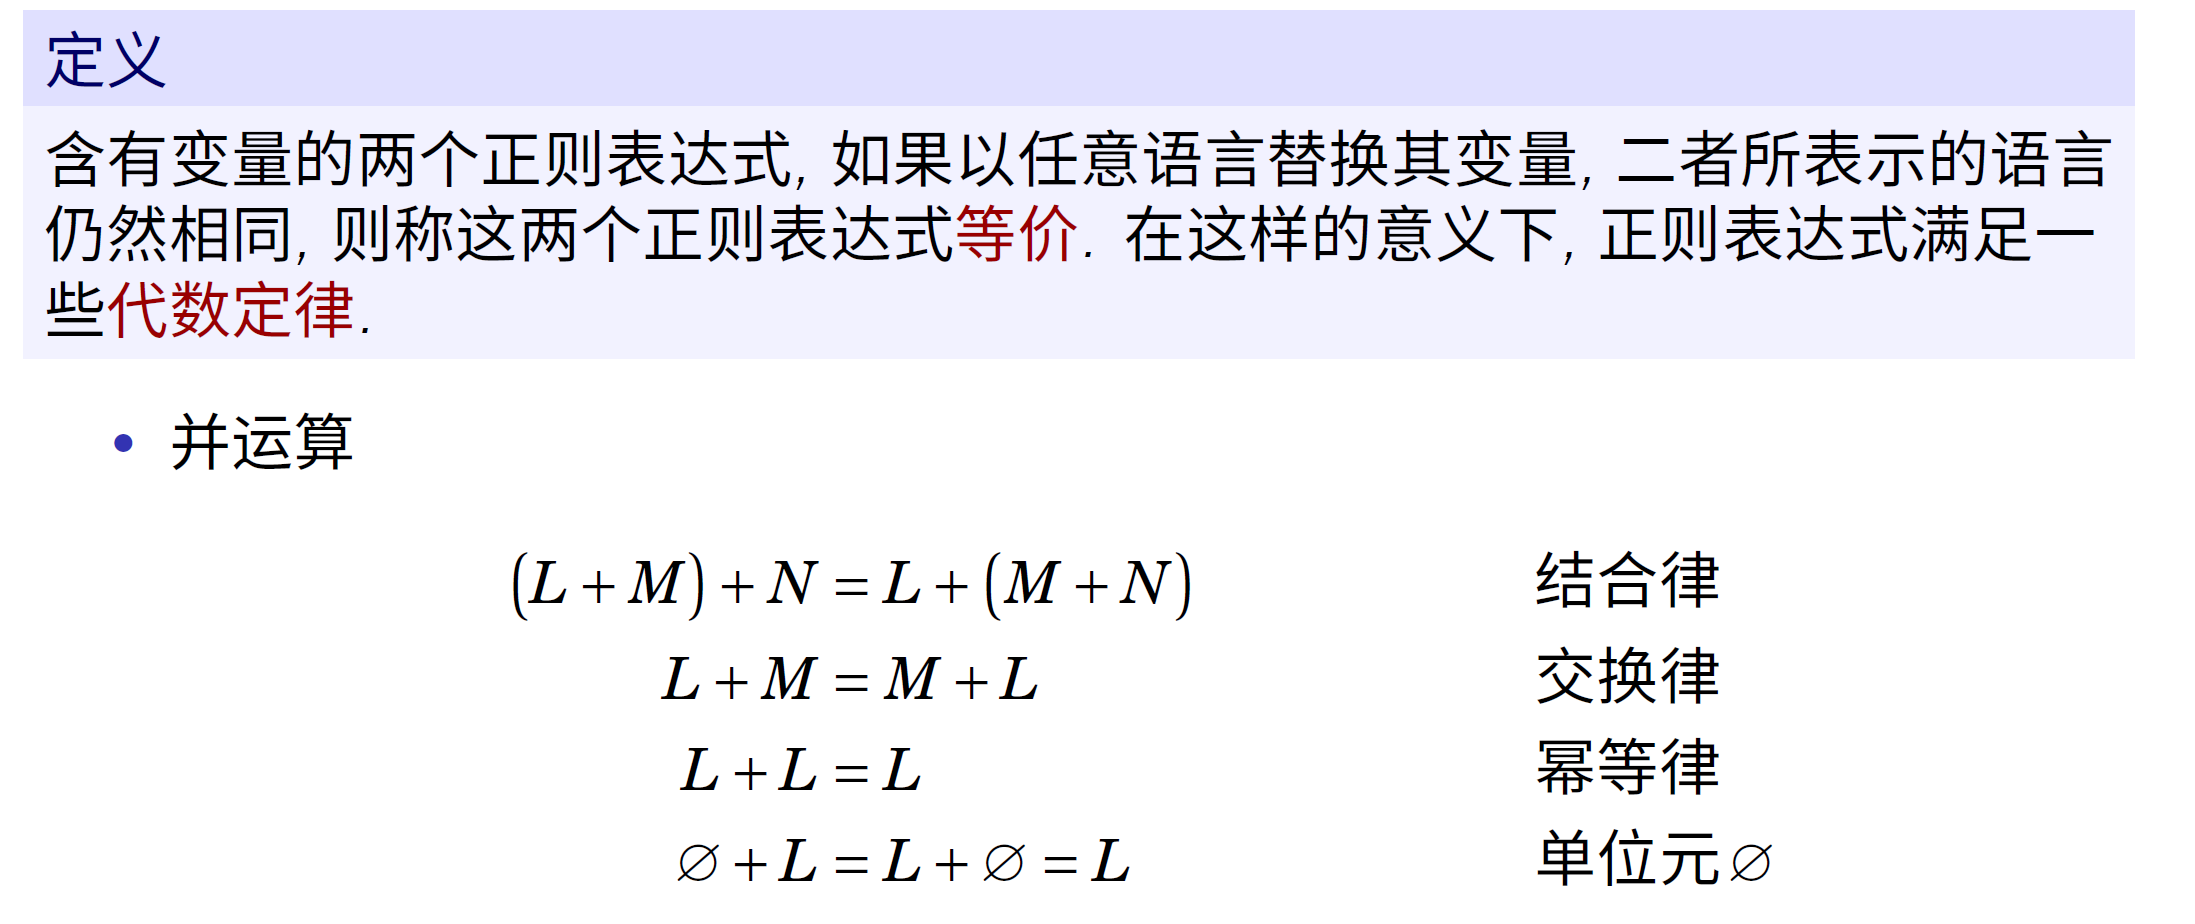 定义
含有变量的两个正则表达式, 如果以任意语言替换其变量, 二者所表示的语言
仍然相同, 则称这两个正则表达式等价. 在这样的意义下, 正则表达式满足一
些代数定律.
• 并运算
(L + M) + N = L + (M + N) 结合律
L + M = M + L 交换律
L + L = L 幂等律
∅ + L = L + ∅ = L 单位元∅